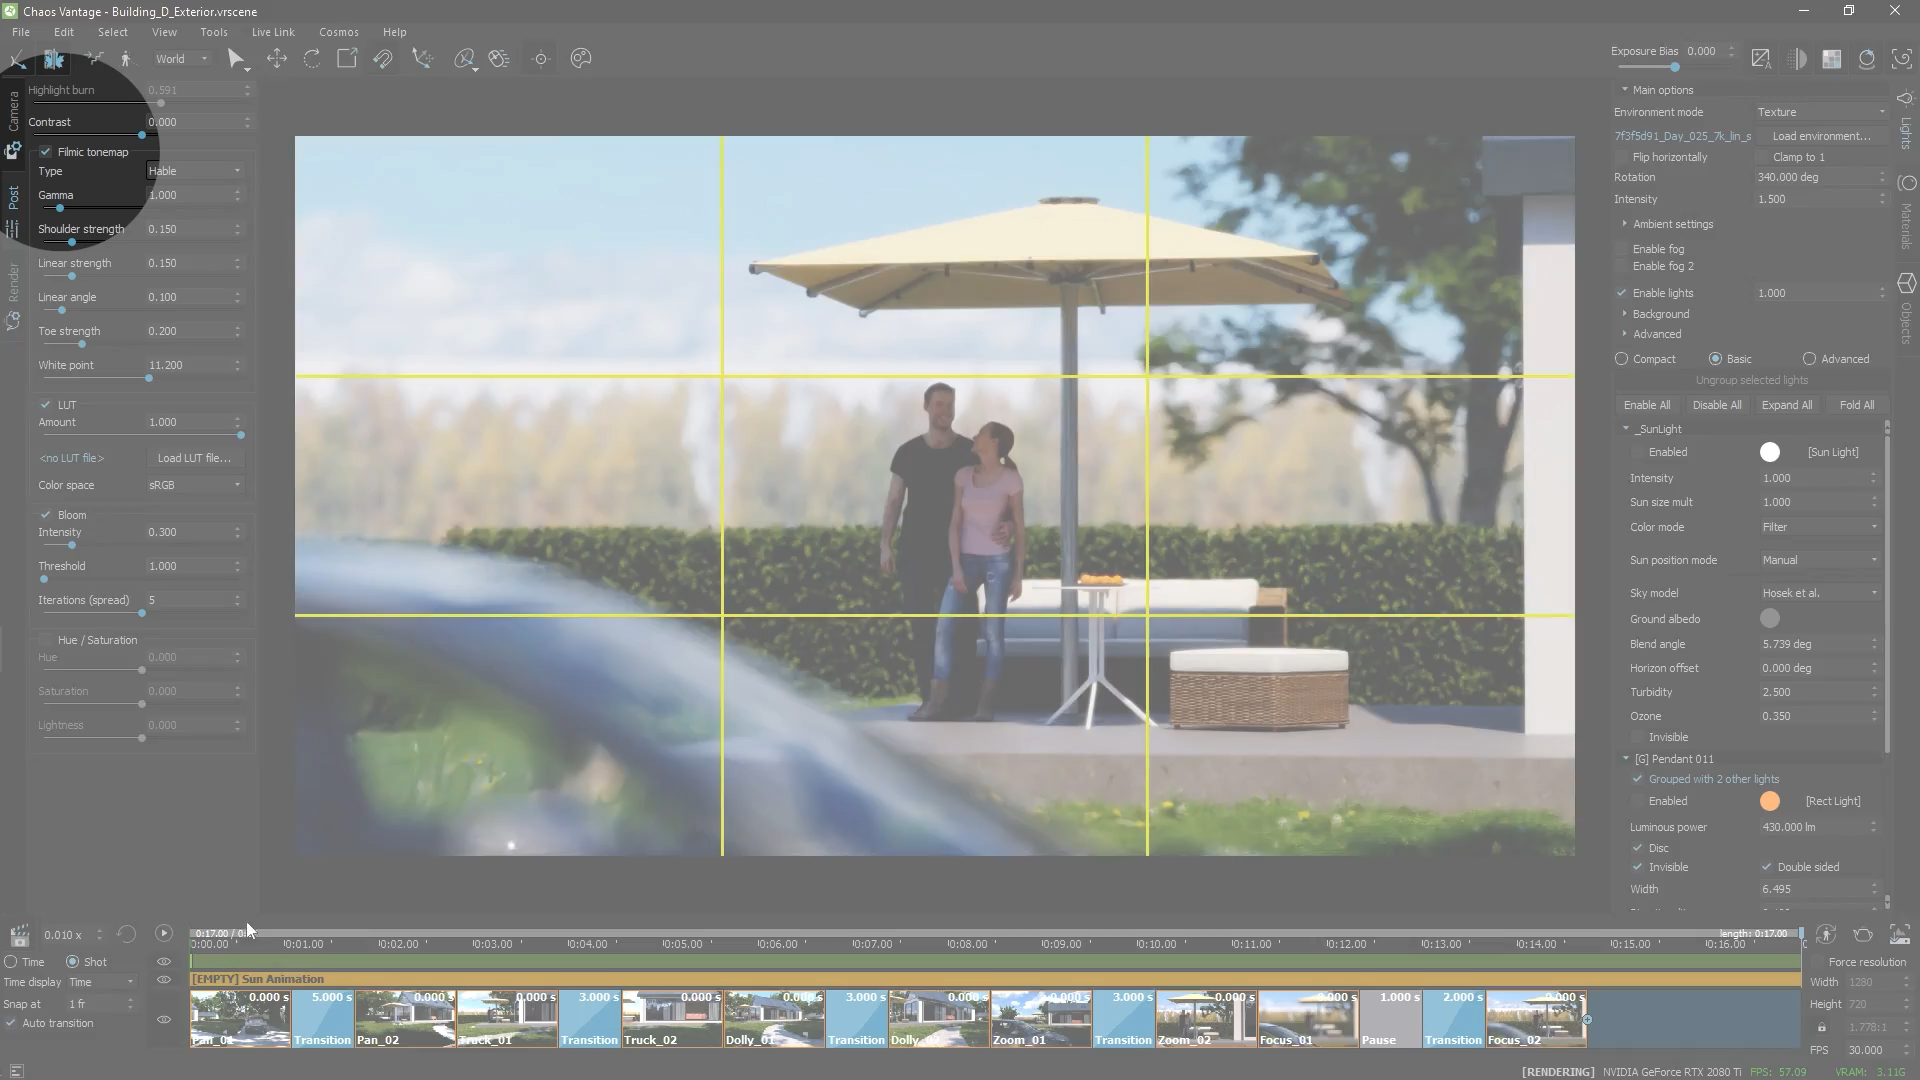 Chaos Vantage - Building_D_Exterior.vrscene
File Edit Select View Tools Live Link Cosmos Help
World
Exposure Bias 0.000
Camera
Post
Render
Highlight burn 0.591
Contrast 0.000
Filmic tonemap
Type Hable
Gamma 1.000
Shoulder strength 0.150
Linear strength 0.150
Linear angle 0.100
Toe strength 0.200
White point 11.200
LUT
Amount 1.000
<no LUT file> Load LUT file...
Color space sRGB
Bloom
Intensity 0.300
Threshold 1.000
Iterations (spread) 5
Hue / Saturation
Hue 0.000
Saturation 0.000
Lightness 0.000
Main options
Environment mode Texture
7f3f5d91_Day_025_7k_lin_s Load environment...
Flip horizontally Clamp to 1
Rotation 340.000 deg
Intensity 1.500
Ambient settings
Enable fog
Enable fog 2
Enable lights 1.000
Background
Advanced
Compact Basic Advanced
Ungroup selected lights
Enable All Disable All Expand All Fold All
_SunLight
Enabled [Sun Light]
Intensity 1.000
Sun size mult 1.000
Color mode Filter
Sun position mode Manual
Sky model Hosek et al.
Ground albedo
Blend angle 5.739 deg
Horizon offset 0.000 deg
Turbidity 2.500
Ozone 0.350
Invisible
[G] Pendant 011
Grouped with 2 other lights
Enabled [Rect Light]
Luminous power 430.000 lm
Disc
Invisible Double sided
Width 6.495
Lights
Materials
Objects
0.010 x
0:17.00 / 0: length: 0:17.00
0:00.00 0:01.00 0:02.00 0:03.00 0:04.00 0:05.00 0:06.00 0:07.00 0:08.00 0:09.00 0:10.00 0:11.00 0:12.00 0:13.00 0:14.00 0:15.00 0:16.00
Time Shot
Time display Time
Snap at 1 fr
Auto transition
[EMPTY] Sun Animation
0.000 s 5.000 s 0.000 s 0.000 s 3.000 s 0.000 s 0.000 s 3.000 s 0.000 s 0.000 s 3.000 s 0.000 s 0.000 s 1.000 s 2.000 s 0.000 s
Pan_01 Transition Pan_02 Truck_01 Transition Truck_02 Dolly_01 Transition Dolly_02 Zoom_01 Transition Zoom_02 Focus_01 Pause Transition Focus_02
Force resolution
Width 1280
Height 720
1.778:1
FPS 30.000
[RENDERING] NVIDIA GeForce RTX 2080 Ti FPS: 57.09 VRAM: 3.11G